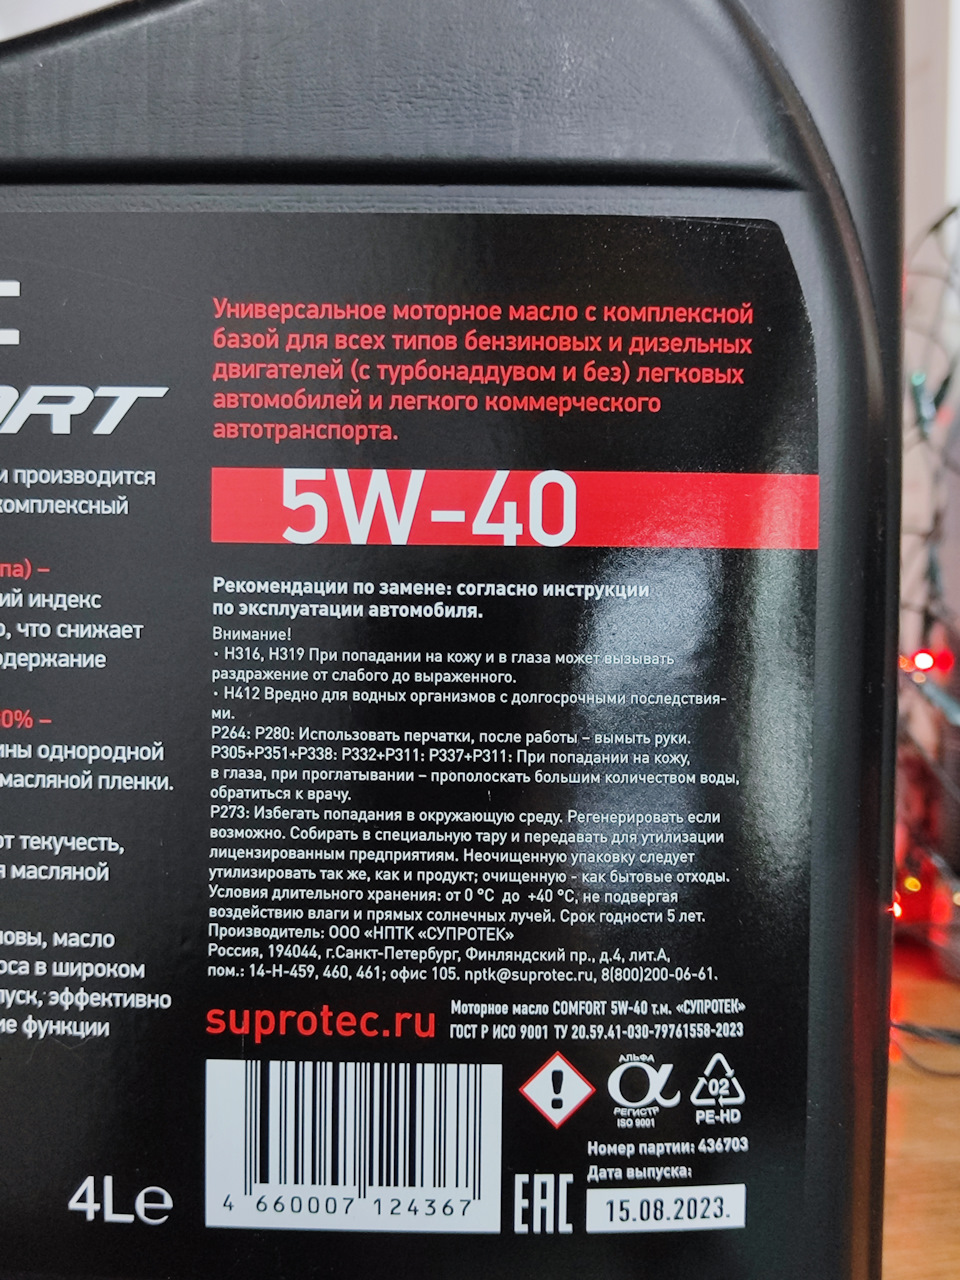 ORT
и производится
комплексный
па) –
ий индекс
о, что снижает
одержание
0% –
ины однородной
масляной пленки.
от текучесть,
я масляной
новы, масло
оса в широком
пуск, эффективно
ие функции
4Le
Универсальное моторное масло с комплексной
базой для всех типов бензиновых и дизельных
двигателей (с турбонаддувом и без) легковых
автомобилей и легкого коммерческого
автотранспорта.
5W-40
Рекомендации по замене: согласно инструкции
по эксплуатации автомобиля.
Внимание!
• H316, H319 При попадании на кожу и в глаза может вызывать
раздражение от слабого до выраженного.
• H412 Вредно для водных организмов с долгосрочными последствия-
ми.
P264: P280: Использовать перчатки, после работы – вымыть руки.
P305+P351+P338: P332+P311: P337+P311: При попадании на кожу,
в глаза, при проглатывании – прополоскать большим количеством воды,
обратиться к врачу.
P273: Избегать попадания в окружающую среду. Регенерировать если
возможно. Собирать в специальную тару и передавать для утилизации
лицензированным предприятиям. Неочищенную упаковку следует
утилизировать так же, как и продукт; очищенную - как бытовые отходы.
Условия длительного хранения: от 0 °C до +40 °C, не подвергая
воздействию влаги и прямых солнечных лучей. Срок годности 5 лет.
Производитель: ООО «НПТК «СУПРОТЕК»
Россия, 194044, г.Санкт-Петербург, Финляндский пр., д.4, лит.А,
пом.: 14-Н-459, 460, 461; офис 105. nptk@suprotec.ru, 8(800)200-06-61.
suprotec.ru
Моторное масло COMFORT 5W-40 т.м. «СУПРОТЕК»
ГОСТ Р ИСО 9001 ТУ 20.59.41-030-79761558-2023
АЛЬФА
РЕГИСТР
ISO 9001
02
PE-HD
Номер партии: 436703
Дата выпуска:
15.08.2023.
EAC
4 660007 124367